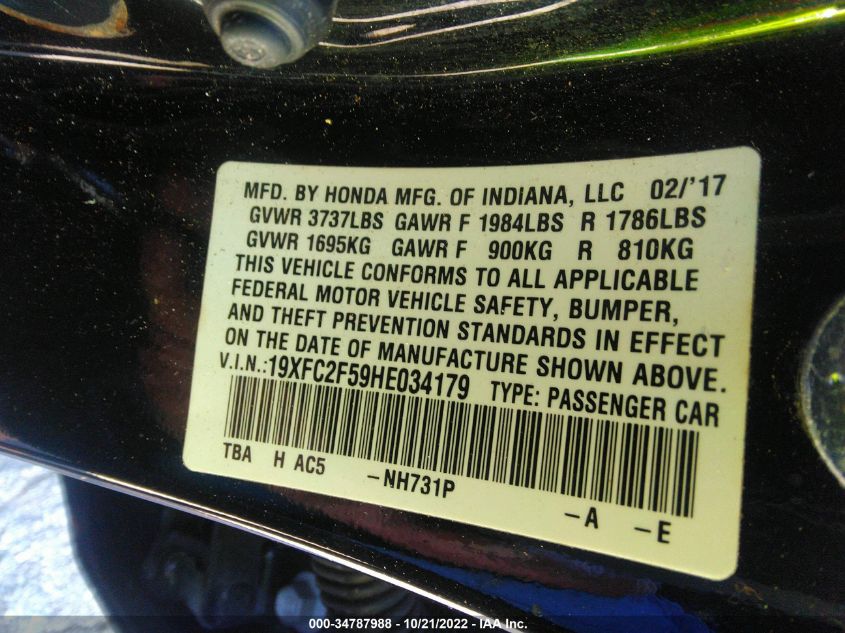 MFD. BY HONDA MFG. OF INDIANA, LLC 02/'17
GVWR 3737LBS GAWR F 1984LBS R 1786LBS
GVWR 1695KG GAWR F 900KG R 810KG
THIS VEHICLE CONFORMS TO ALL APPLICABLE
FEDERAL MOTOR VEHICLE SAFETY, BUMPER,
AND THEFT PREVENTION STANDARDS IN EFFECT
ON THE DATE OF MANUFACTURE SHOWN ABOVE.
V.I.N.:19XFC2F59HE034179 TYPE: PASSENGER CAR
TBA H AC5 -NH731P -A -E
000-34787988 - 10/21/2022 - IAA Inc.